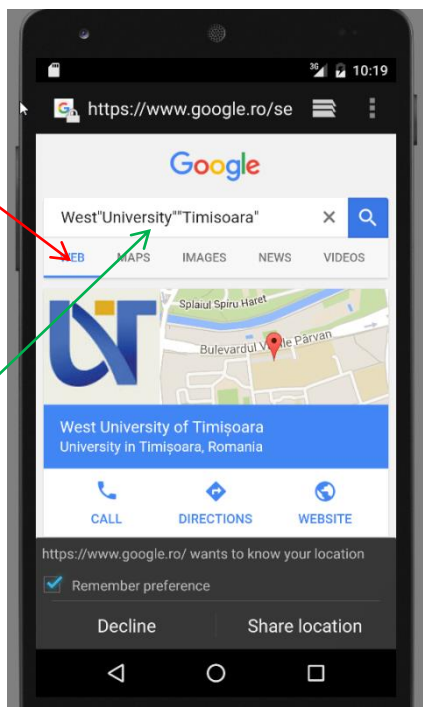 3G 10:19
https://www.google.ro/se
Google
West"University""Timisoara"
WEB MAPS IMAGES NEWS VIDEOS
Splaiul Spiru Haret
Bulevardul Vasile Pârvan
West University of Timișoara
University in Timișoara, Romania
CALL DIRECTIONS WEBSITE
https://www.google.ro/ wants to know your location
Remember preference
Decline Share location